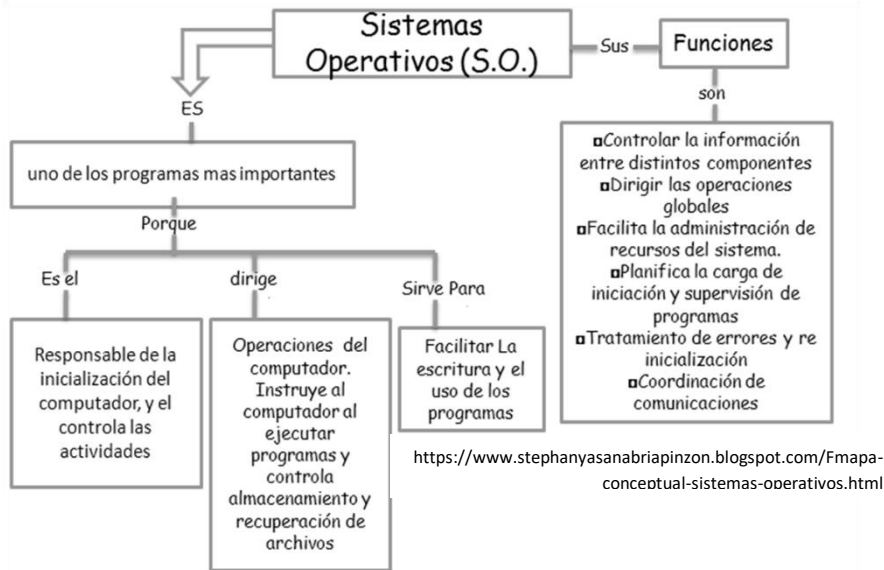 Sistemas
Operativos (S.O.)
Sus
Funciones
son
◘Controlar la información
entre distintos componentes
◘Dirigir las operaciones
globales
◘Facilita la administración de
recursos del sistema.
◘Planifica la carga de
iniciación y supervisión de
programas
◘Tratamiento de errores y re
inicialización
◘Coordinación de
comunicaciones
ES
uno de los programas mas importantes
Porque
Es el
Responsable de la
inicialización del
computador, y el
controla las
actividades
dirige
Operaciones del
computador.
Instruye al
computador al
ejecutar
programas y
controla
almacenamiento y
recuperación de
archivos
Sirve Para
Facilitar La
escritura y el
uso de los
programas
https://www.stephanyasanabriapinzon.blogspot.com/Fmapa-
conceptual-sistemas-operativos.html